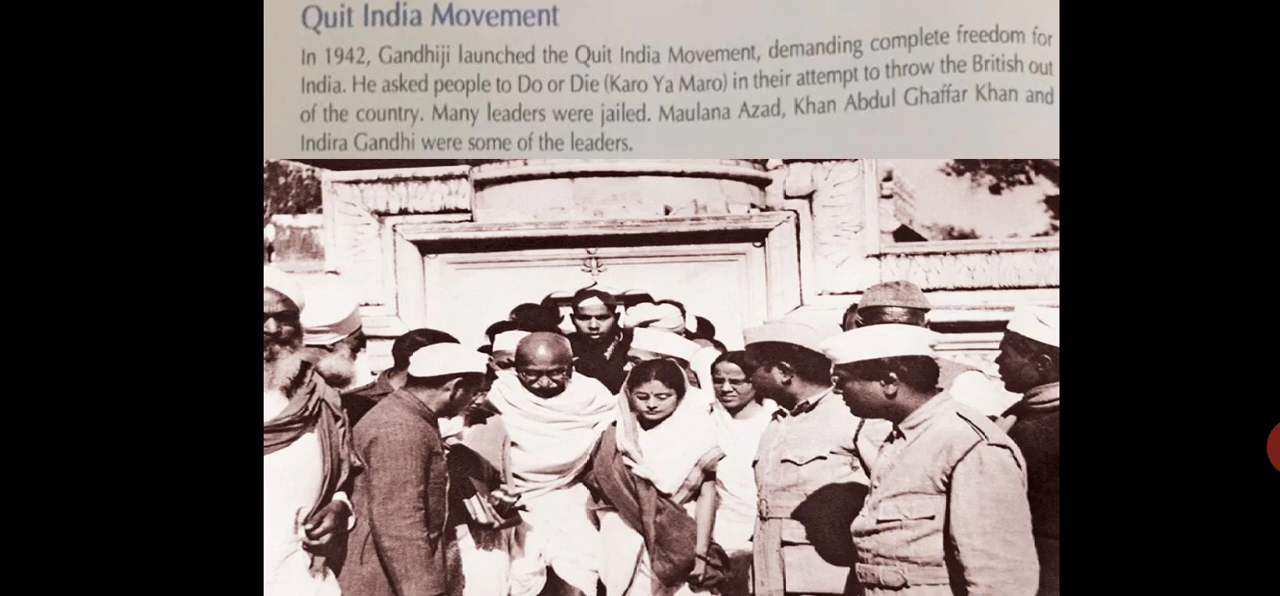 Quit India Movement
In 1942, Gandhiji launched the Quit India Movement, demanding complete freedom for
India. He asked people to Do or Die (Karo Ya Maro) in their attempt to throw the British out
of the country. Many leaders were jailed. Maulana Azad, Khan Abdul Ghaffar Khan and
Indira Gandhi were some of the leaders.